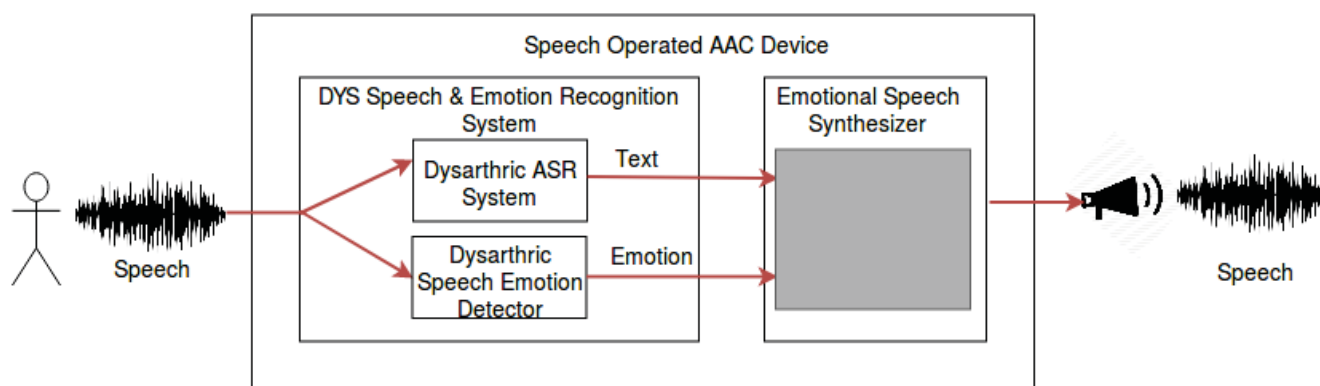 Speech Operated AAC Device
DYS Speech & Emotion Recognition
System
Emotional Speech
Synthesizer
Dysarthric ASR
System
Text
Dysarthric
Speech Emotion
Detector
Emotion
Speech
Speech